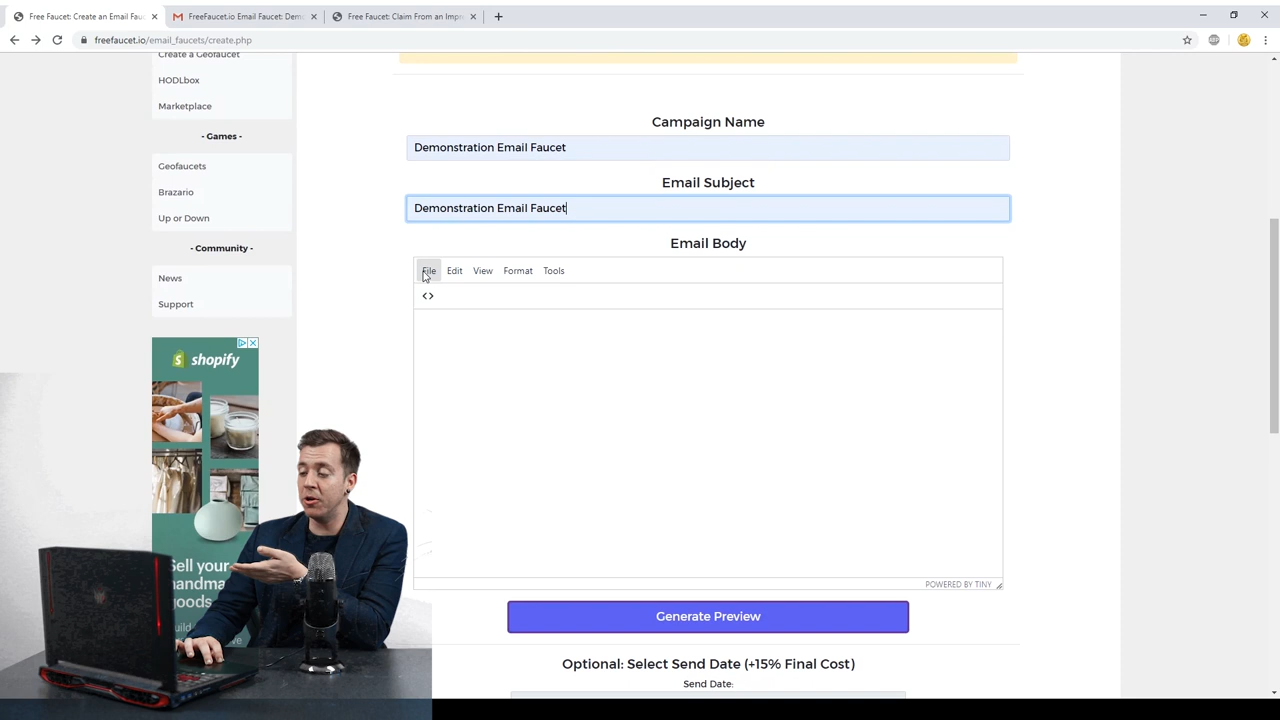 Free Faucet: Create an Email Fauc
FreeFaucet.io Email Faucet: Dem
Free Faucet: Claim From an Impr
freefaucet.io/email_faucets/create.php
Create a Geofaucet
HODLbox
Marketplace
- Games -
Geofaucets
Brazario
Up or Down
- Community -
News
Support
shopify
Sell your
handma
goods.
Campaign Name
Demonstration Email Faucet
Email Subject
Demonstration Email Faucet
Email Body
File Edit View Format Tools
POWERED BY TINY
Generate Preview
Optional: Select Send Date (+15% Final Cost)
Send Date: